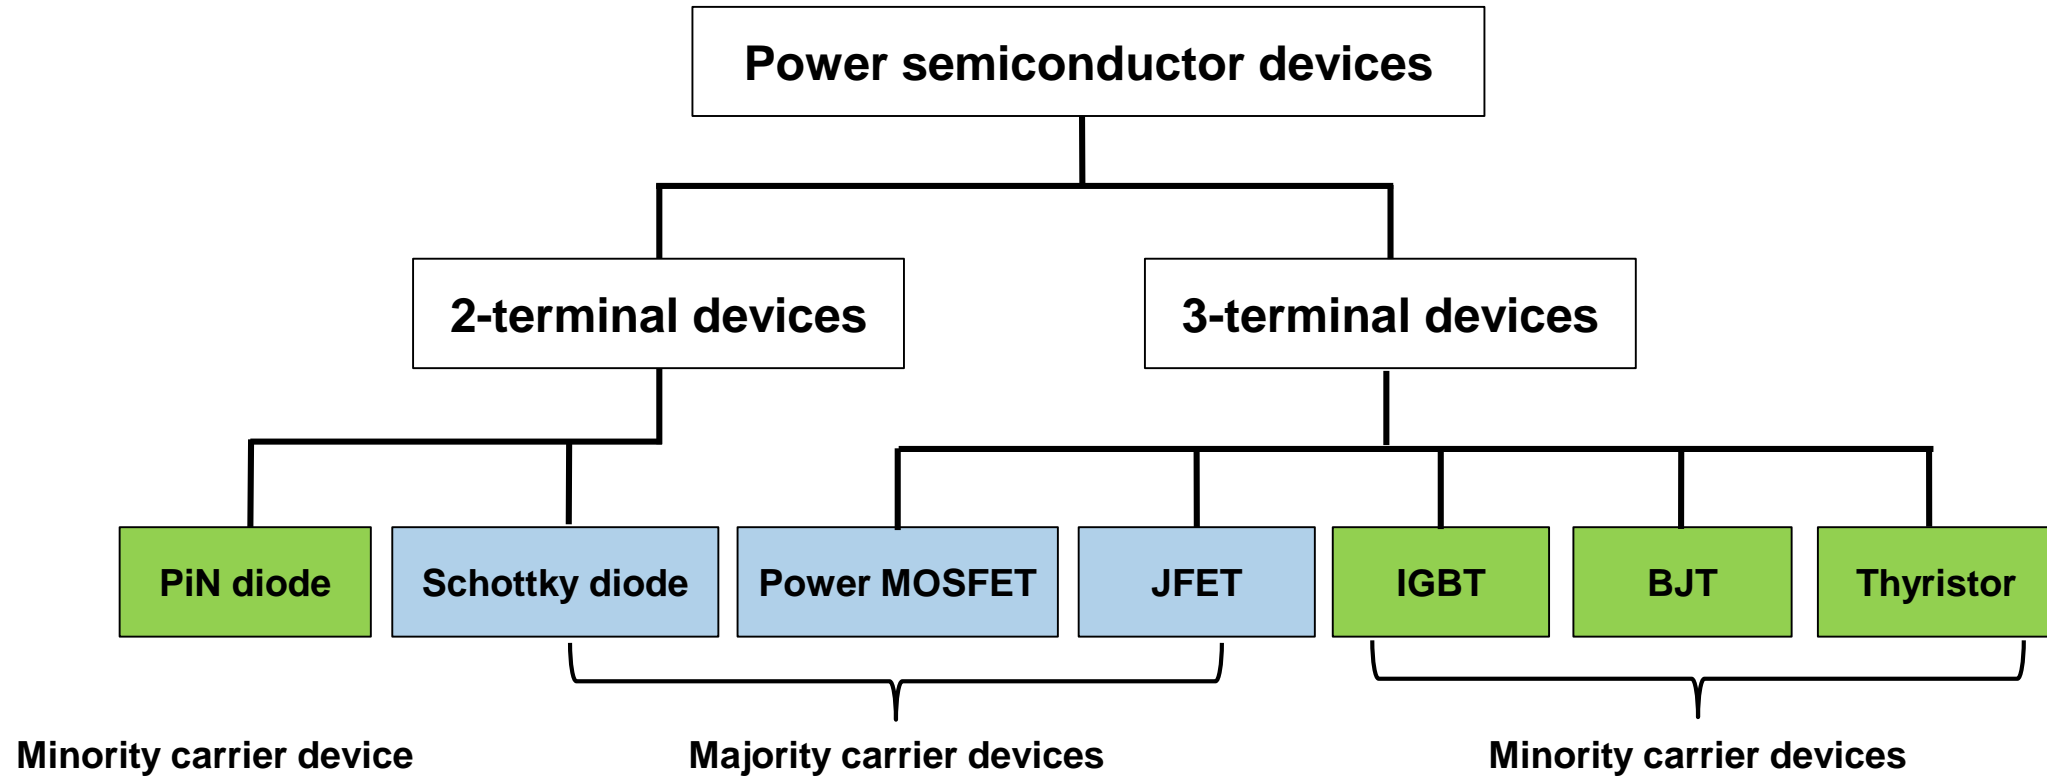 Power semiconductor devices
2-terminal devices
3-terminal devices
PiN diode
Schottky diode
Power MOSFET
JFET
IGBT
BJT
Thyristor
Minority carrier device
Majority carrier devices
Minority carrier devices